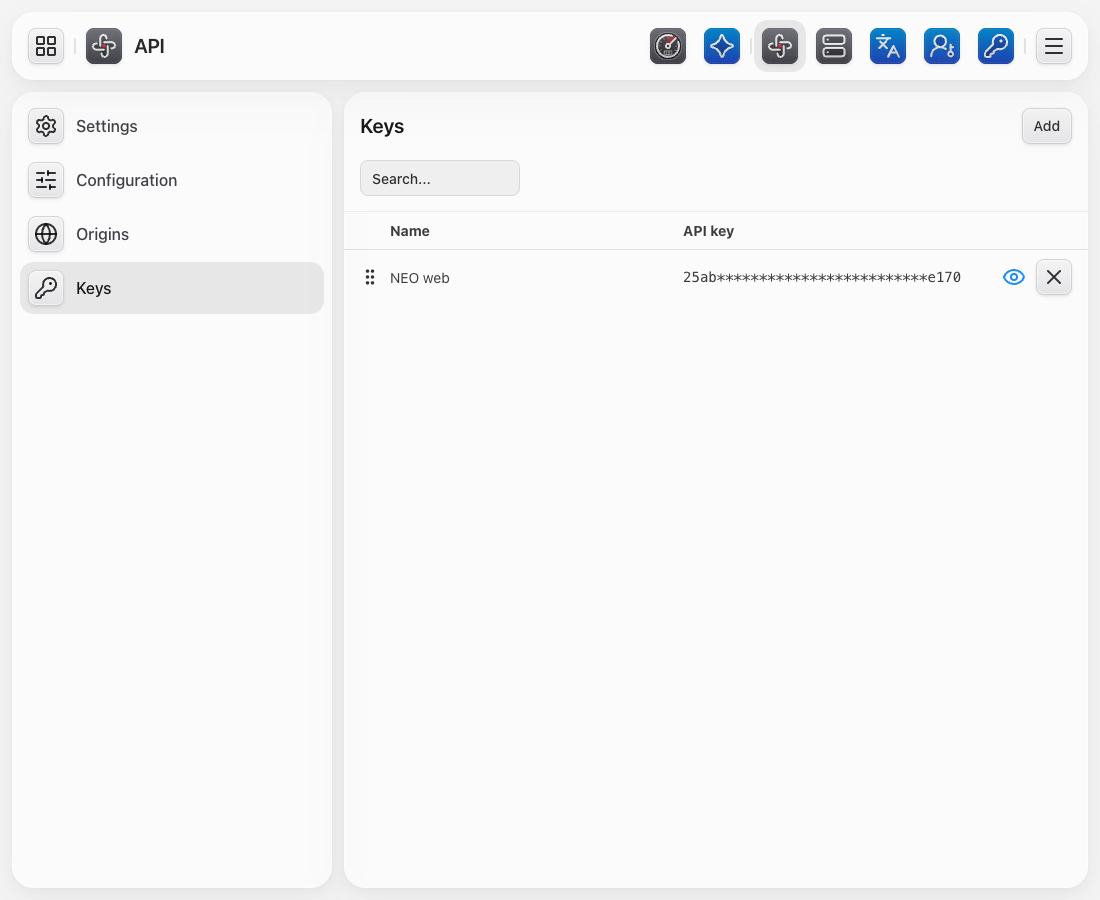 API
Settings
Configuration
Origins
Keys
Keys
Add
Search...
Name
API key
NEO web
25ab*************************e170